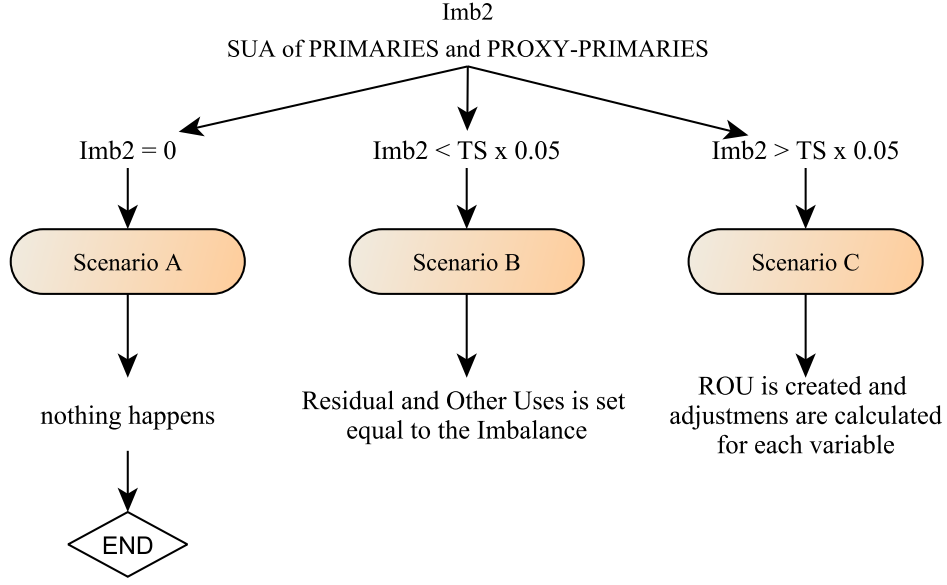 Imb2
SUA of PRIMARIES and PROXY-PRIMARIES
Imb2 = 0
Imb2 < TS x 0.05
Imb2 > TS x 0.05
Scenario A
Scenario B
Scenario C
nothing happens
Residual and Other Uses is set
equal to the Imbalance
ROU is created and
adjustmens are calculated
for each variable
END